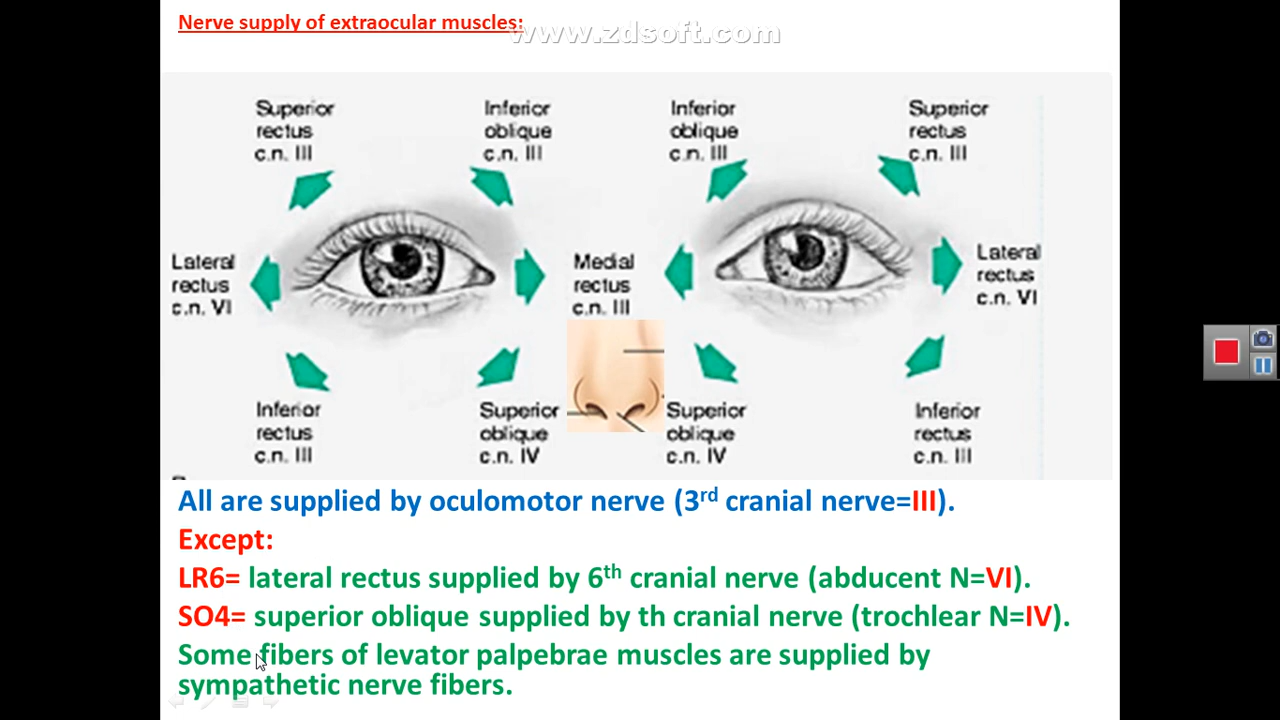 Nerve supply of extraocular muscles:
www.zdsoft.com
Superior
rectus
c.n. III
Inferior
oblique
c.n. III
Inferior
oblique
c.n. III
Superior
rectus
c.n. III
Lateral
rectus
c.n. VI
Medial
rectus
c.n. III
Lateral
rectus
c.n. VI
Inferior
rectus
c.n. III
Superior
oblique
c.n. IV
Superior
oblique
c.n. IV
Inferior
rectus
c.n. III
All are supplied by oculomotor nerve (3rd cranial nerve=III).
Except:
LR6= lateral rectus supplied by 6th cranial nerve (abducent N=VI).
SO4= superior oblique supplied by th cranial nerve (trochlear N=IV).
Some fibers of levator palpebrae muscles are supplied by
sympathetic nerve fibers.